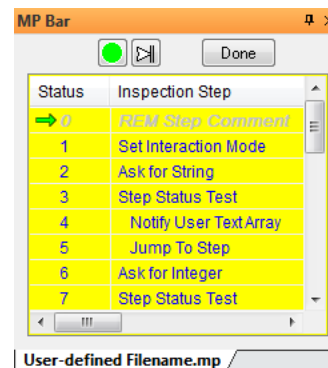 MP Bar
Done
Status Inspection Step
0 REM Step Comment
1 Set Interaction Mode
2 Ask for String
3 Step Status Test
4 Notify User Text Array
5 Jump To Step
6 Ask for Integer
7 Step Status Test
User-defined Filename.mp